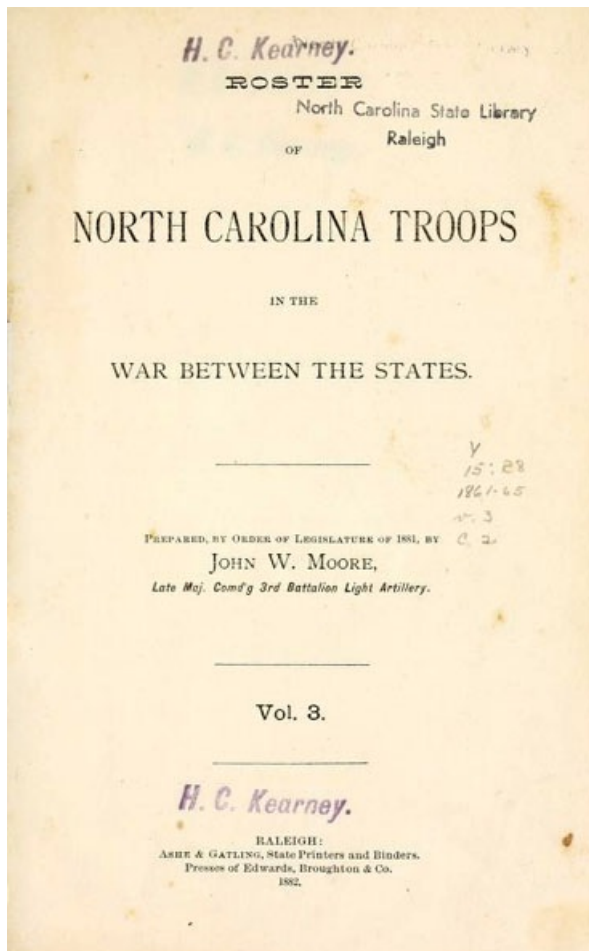 H. C. Kearney.
ROSTER
North Carolina State Library
Raleigh
OF
NORTH CAROLINA TROOPS
IN THE
WAR BETWEEN THE STATES.
Y
15:
1861-65
v. 3
C. 2
PREPARED, BY ORDER OF LEGISLATURE OF 1881, BY
JOHN W. MOORE,
Late Maj. Comd'g 3rd Battalion Light Artillery.
Vol. 3.
H. C. Kearney.
RALEIGH:
ASHE & GATLING, State Printers and Binders.
Presses of Edwards, Broughton & Co.
1882.